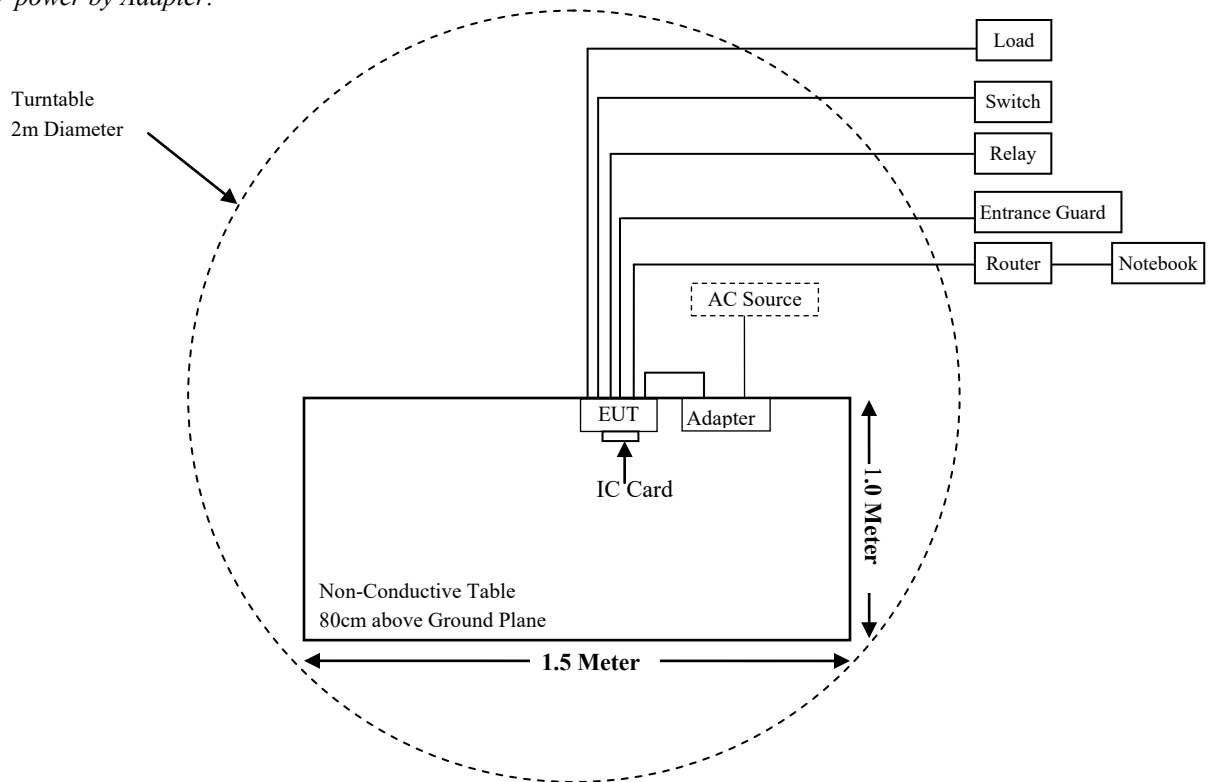 power by Adapter:
Load
Turntable
2m Diameter
Switch
Relay
Entrance Guard
Router
Notebook
AC Source
EUT
Adapter
IC Card
1.0 Meter
Non-Conductive Table
80cm above Ground Plane
1.5 Meter